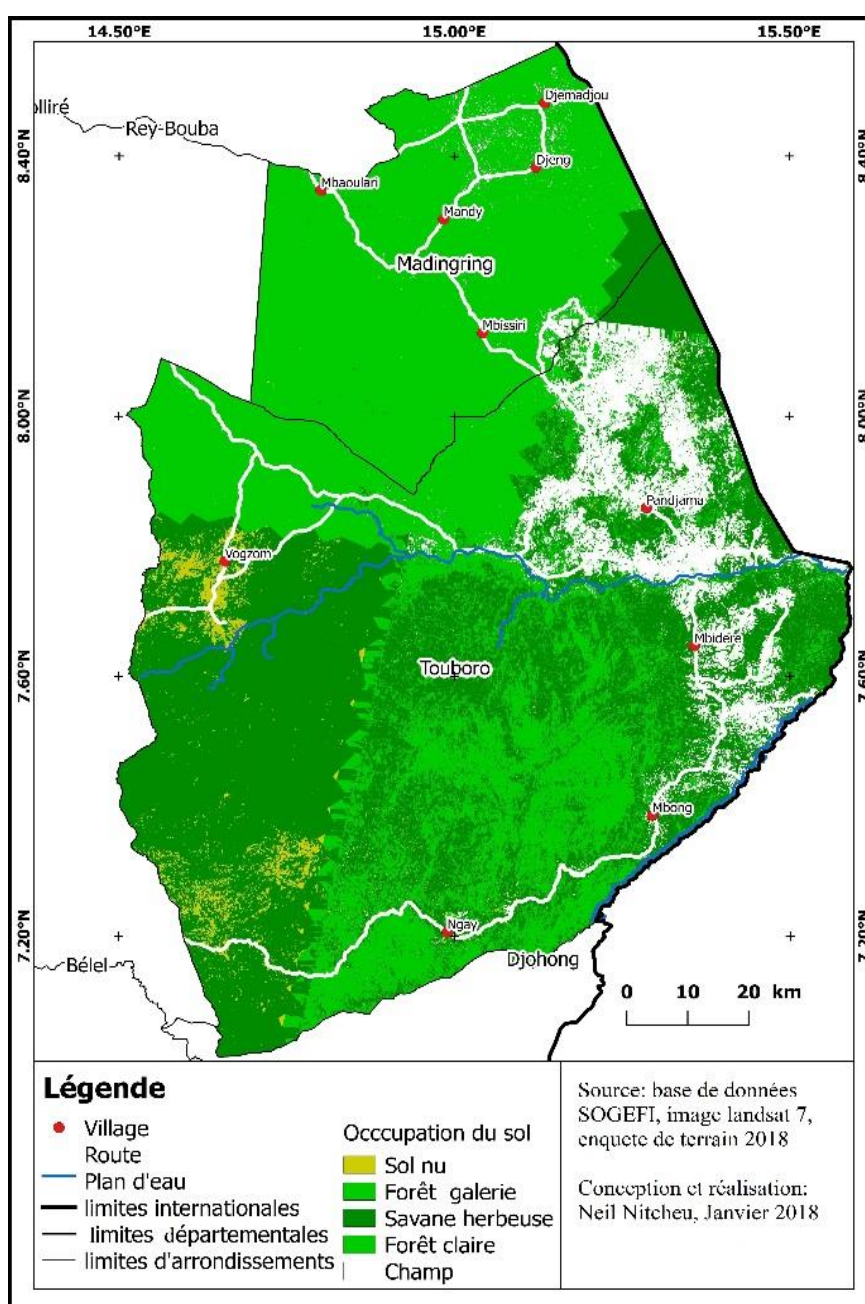 14.50°E 15.00°E 15.50°E
olliré
Rey-Bouba
Djemadjou
8.40°N
8.40°N
Djeng
Mbaoulari
Mandy
Madingring
Mbissiri
8.00°N
8.00°N
Pandjama
Vogzom
Mbidere
7.60°N
Touboro
7.60°N
Mbong
Ngay
7.20°N
7.20°N
Bélel
Djohong
0 10 20 km
Légende
Village
Route
Plan d'eau
limites internationales
limites départementales
limites d'arrondissements
Occcupation du sol
Sol nu
Forêt galerie
Savane herbeuse
Forêt claire
Champ
Source: base de données
SOGEFI, image landsat 7,
enquete de terrain 2018
Conception et réalisation:
Neil Nitcheu, Janvier 2018